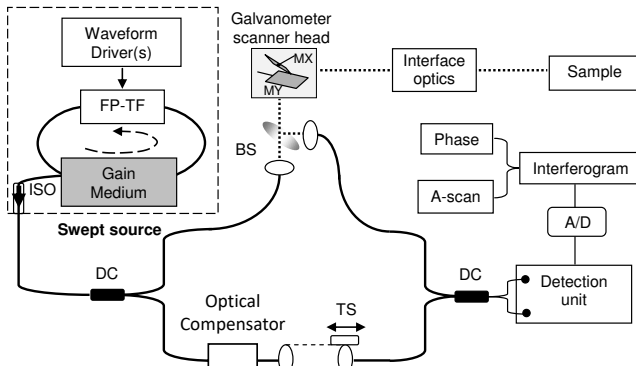 Galvanometer
scanner head
Waveform
Driver(s)
MX
MY
Interface
optics
Sample
FP-TF
BS
Phase
Interferogram
A-scan
Gain
Medium
ISO
Swept source
A/D
DC
DC
Detection
unit
Optical
Compensator
TS